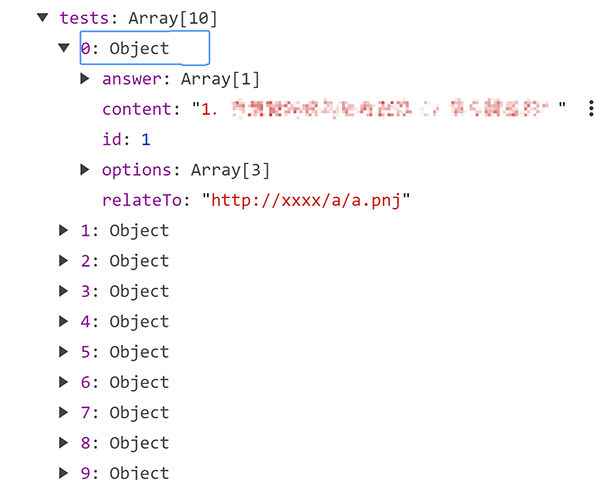 tests: Array[10]
0: Object
answer: Array[1]
content: "1. "
id: 1
options: Array[3]
relateTo: "http://xxxx/a/a.pnj"
1: Object
2: Object
3: Object
4: Object
5: Object
6: Object
7: Object
8: Object
9: Object